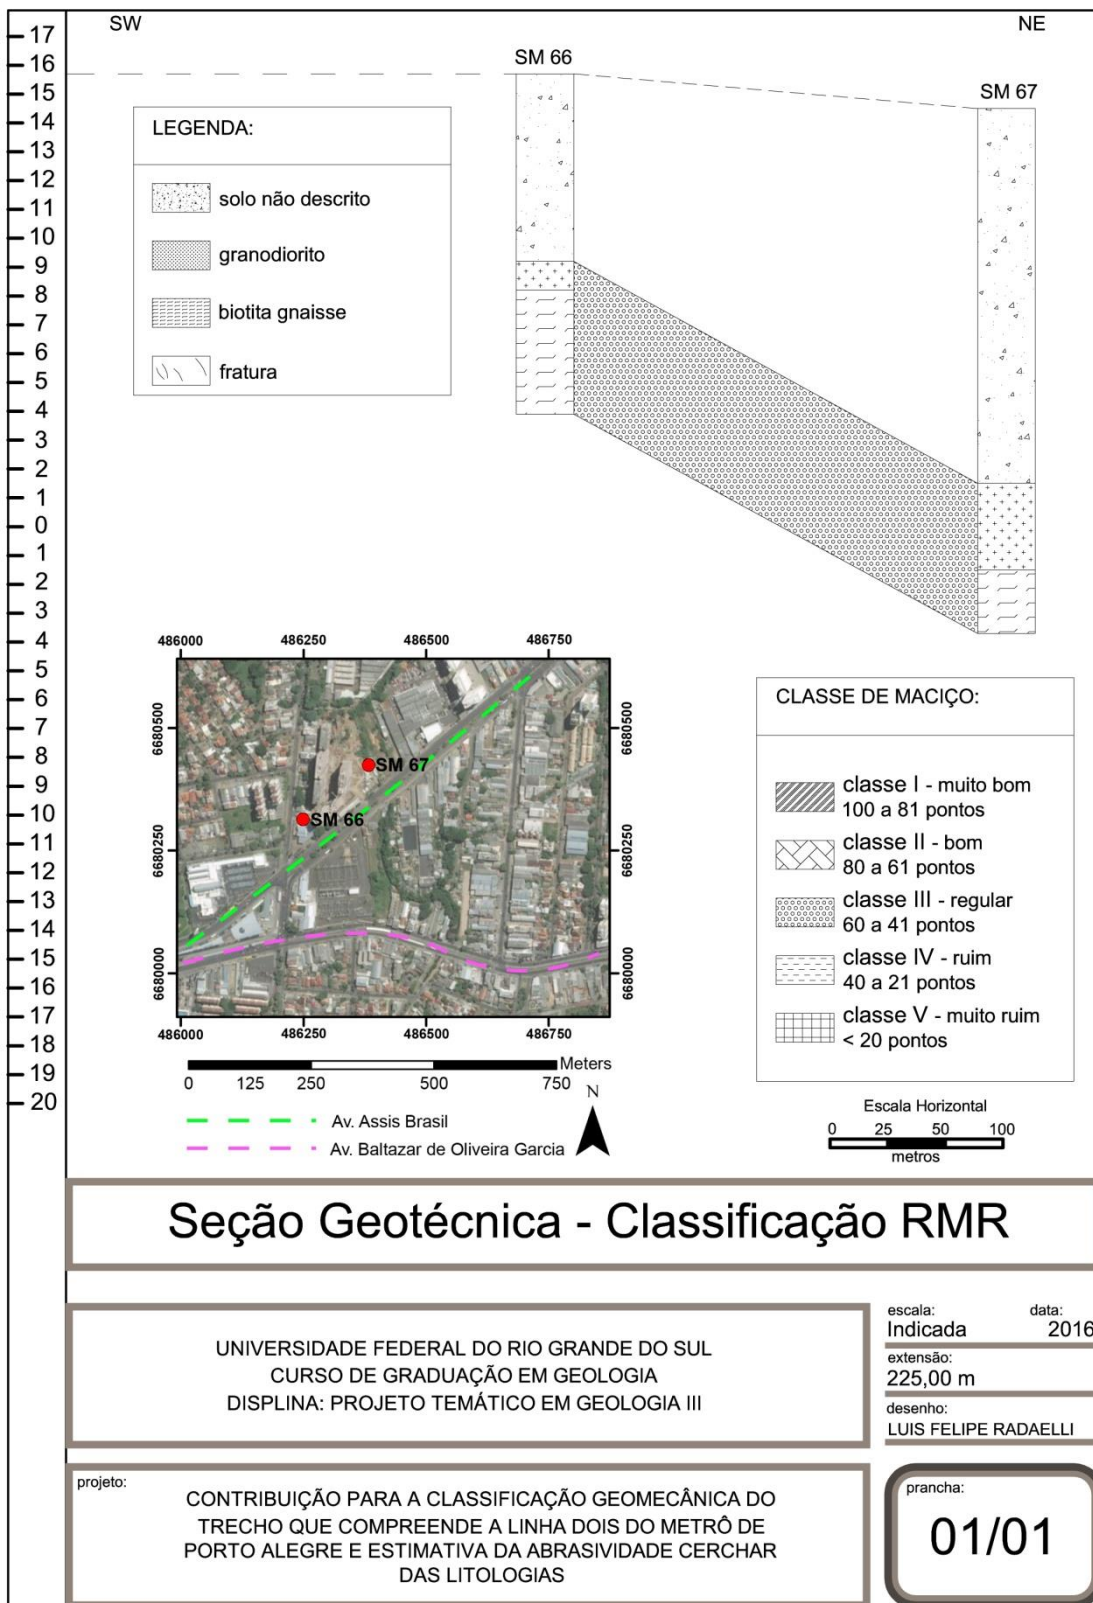 SW
NE
17
16
15
14
13
12
11
10
9
8
7
6
5
4
3
2
1
0
1
2
3
4
5
6
7
8
9
10
11
12
13
14
15
16
17
18
19
20
SM 66
SM 67
LEGENDA:
solo não descrito
granodiorito
biotita gnaisse
fratura
486000 486250 486500 486750
6680500
6680250
6680000
6680500
6680250
6680000
SM 67
SM 66
486000 486250 486500 486750
Meters
0 125 250 500 750
N
Av. Assis Brasil
Av. Baltazar de Oliveira Garcia
CLASSE DE MACIÇO:
classe I - muito bom
100 a 81 pontos
classe II - bom
80 a 61 pontos
classe III - regular
60 a 41 pontos
classe IV - ruim
40 a 21 pontos
classe V - muito ruim
< 20 pontos
Escala Horizontal
0 25 50 100
metros
Seção Geotécnica - Classificação RMR
UNIVERSIDADE FEDERAL DO RIO GRANDE DO SUL
CURSO DE GRADUAÇÃO EM GEOLOGIA
DISPLINA: PROJETO TEMÁTICO EM GEOLOGIA III
escala: data:
Indicada 2016
extensão:
225,00 m
desenho:
LUIS FELIPE RADAELLI
projeto:
CONTRIBUIÇÃO PARA A CLASSIFICAÇÃO GEOMECÂNICA DO
TRECHO QUE COMPREENDE A LINHA DOIS DO METRÔ DE
PORTO ALEGRE E ESTIMATIVA DA ABRASIVIDADE CERCHAR
DAS LITOLOGIAS
prancha:
01/01